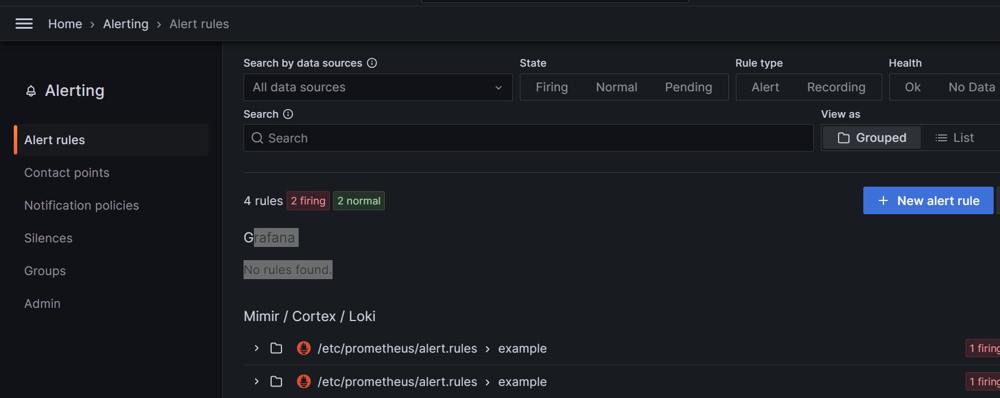 Home › Alerting › Alert rules
Alerting
Alert rules
Contact points
Notification policies
Silences
Groups
Admin
Search by data sources
All data sources
State
Firing Normal Pending
Rule type
Alert Recording
Health
Ok No Data
Search
Search
View as
Grouped List
4 rules 2 firing 2 normal
+ New alert rule
Grafana
No rules found.
Mimir / Cortex / Loki
/etc/prometheus/alert.rules › example
1 firing
/etc/prometheus/alert.rules › example
1 firing